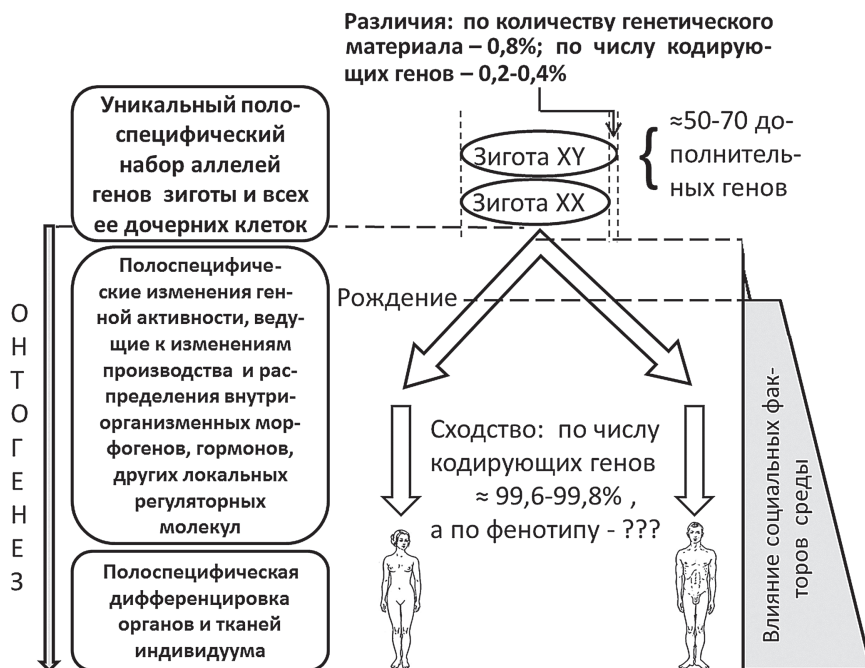 Различия: по количеству генетического
материала – 0,8%; по числу кодирую-
щих генов – 0,2-0,4%
Уникальный поло-
специфический
набор аллелей
генов зиготы и всех
ее дочерних клеток
Зигота XY
Зигота XX
≈50-70 до-
полнитель-
ных генов
ОНТОГЕНЕЗ
Полоспецифиче-
ские изменения ген-
ной активности, веду-
щие к изменениям
производства и рас-
пределения внутри-
организменных мор-
фогенов, гормонов,
других локальных
регуляторных
молекул
Рождение
Сходство: по числу
кодирующих генов
≈ 99,6-99,8% ,
а по фенотипу - ???
Влияние социальных фак-
торов среды
Полоспецифическая
дифференцировка
органов и тканей
индивидуума